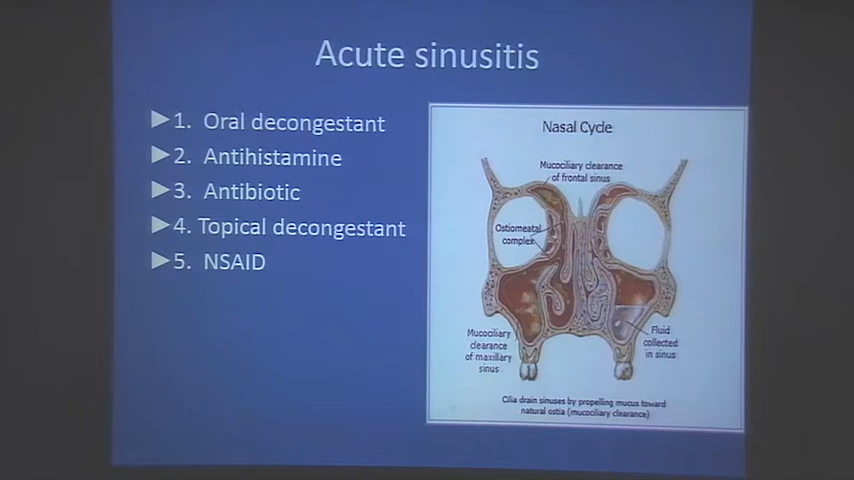 Acute sinusitis
1. Oral decongestant
2. Antihistamine
3. Antibiotic
4. Topical decongestant
5. NSAID
Nasal Cycle
Mucociliary clearance
of frontal sinus
Ostiomeatal
complex
Mucociliary
clearance
of maxillary
sinus
Fluid
collected
in sinus
Cilia drain sinuses by propelling mucus toward
natural ostia (mucociliary clearance)